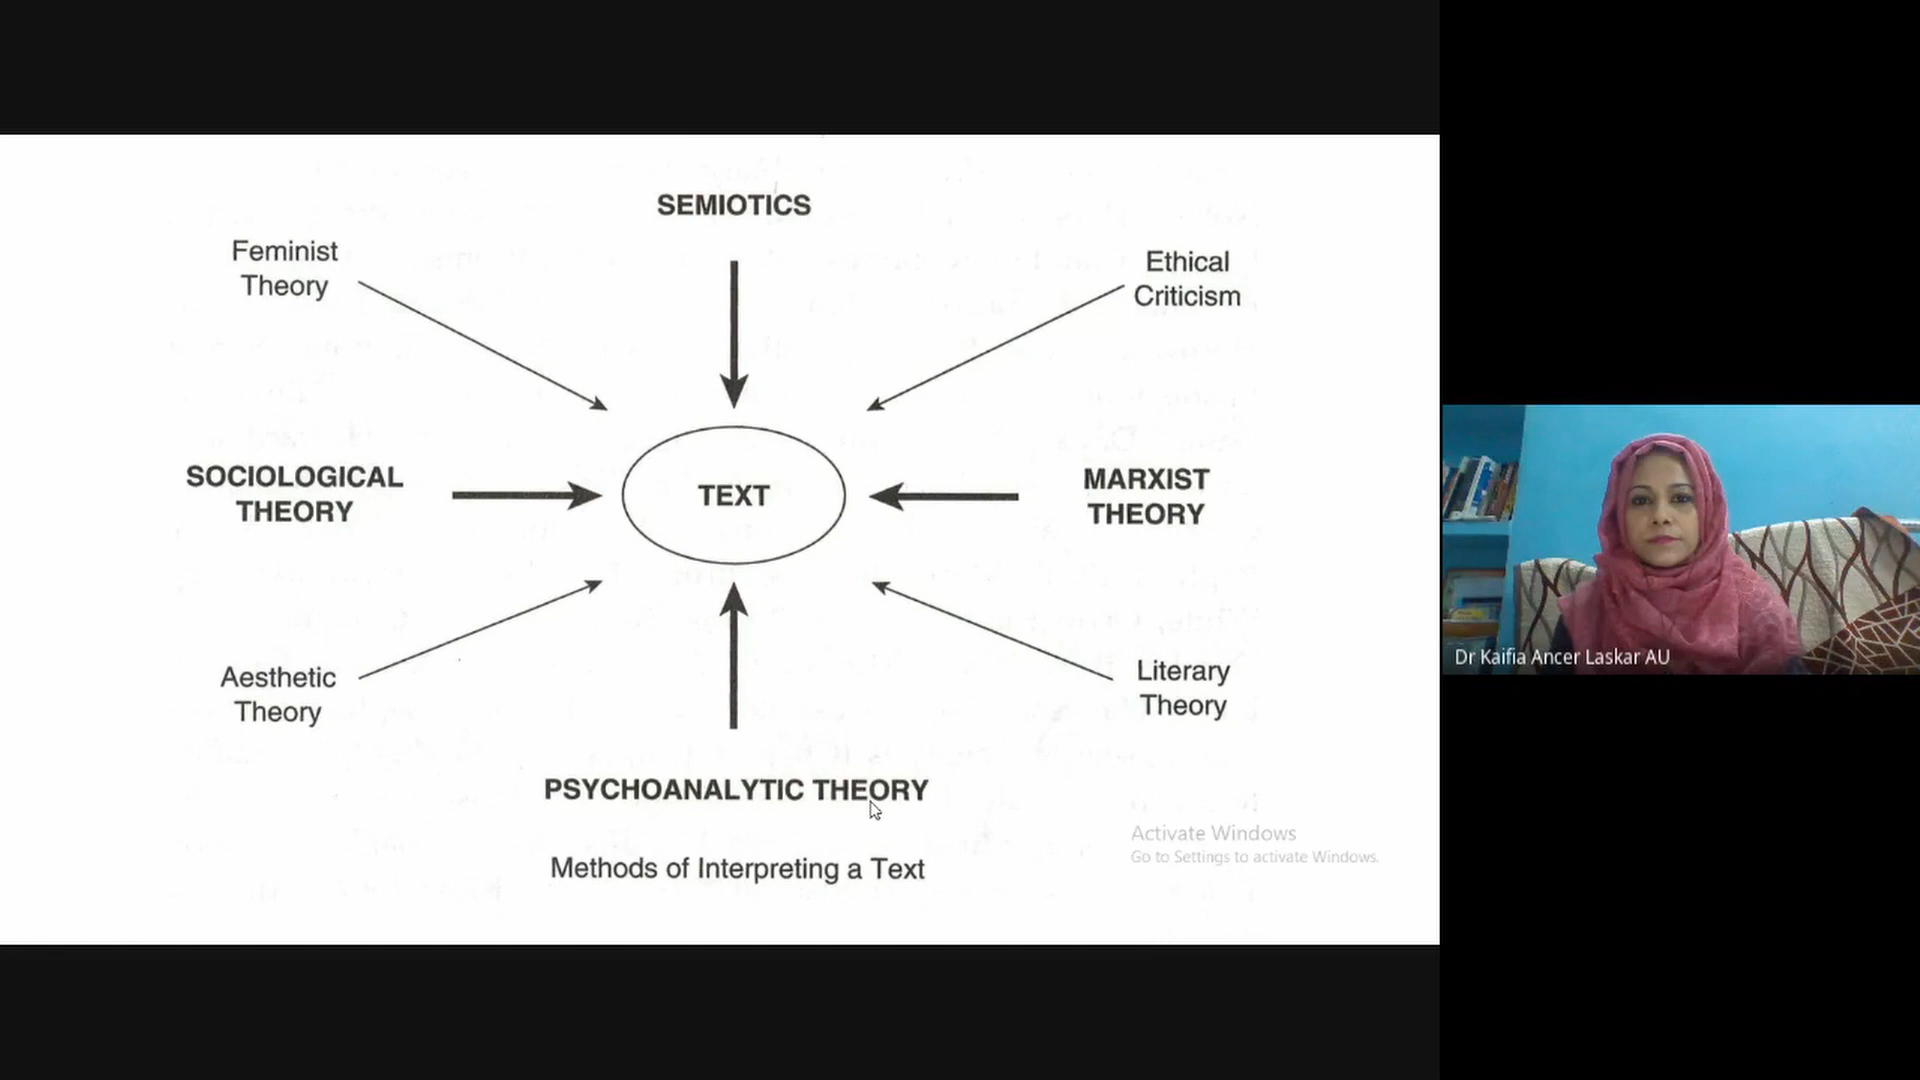 SEMIOTICS
Feminist
Theory
Ethical
Criticism
SOCIOLOGICAL
THEORY
TEXT
MARXIST
THEORY
Aesthetic
Theory
Literary
Theory
PSYCHOANALYTIC THEORY
Methods of Interpreting a Text
Activate Windows
Go to Settings to activate Windows.
Dr Kaifia Ancer Laskar AU